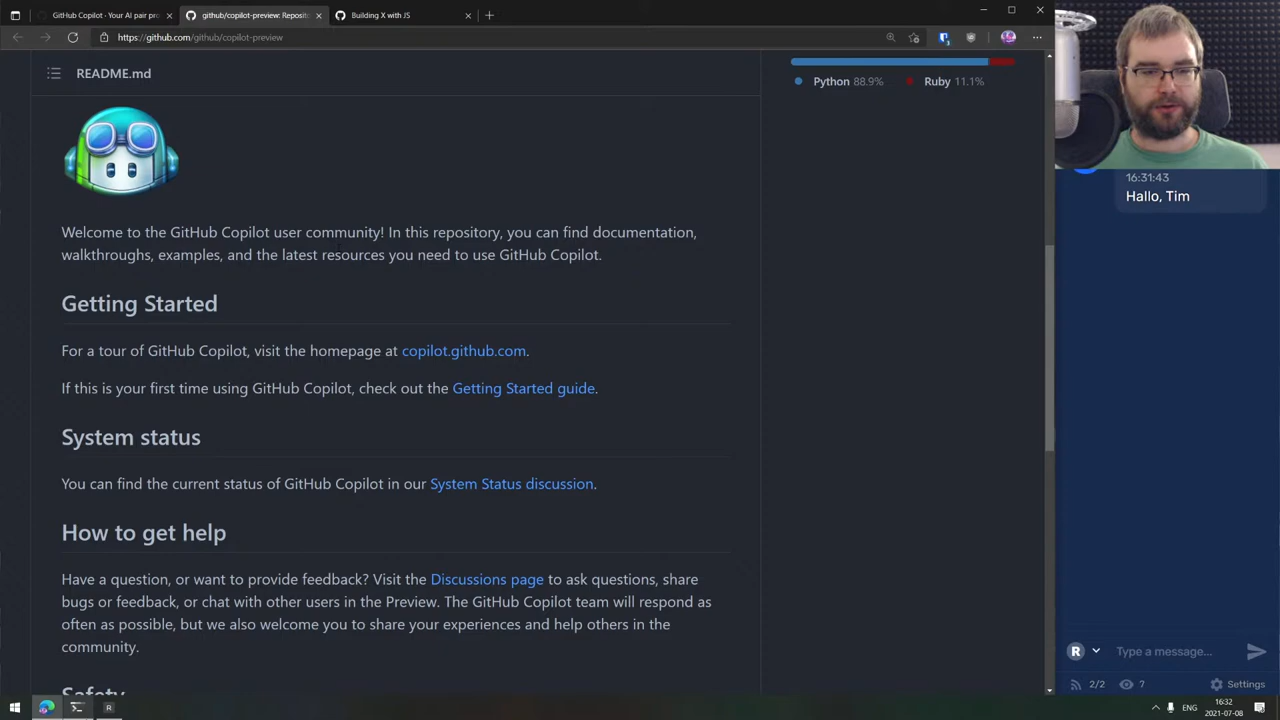 GitHub Copilot · Your AI pair pro
github/copilot-preview: Reposit
Building X with JS
https://github.com/github/copilot-preview
README.md
Python 88.9%
Ruby 11.1%
Welcome to the GitHub Copilot user community! In this repository, you can find documentation,
walkthroughs, examples, and the latest resources you need to use GitHub Copilot.
Getting Started
For a tour of GitHub Copilot, visit the homepage at copilot.github.com.
If this is your first time using GitHub Copilot, check out the Getting Started guide.
System status
You can find the current status of GitHub Copilot in our System Status discussion.
How to get help
Have a question, or want to provide feedback? Visit the Discussions page to ask questions, share
bugs or feedback, or chat with other users in the Preview. The GitHub Copilot team will respond as
often as possible, but we also welcome you to share your experiences and help others in the
community.
Safety
16:31:43
Hallo, Tim
R
Type a message...
2/2
7
Settings
R
ENG
16:32
2021-07-08